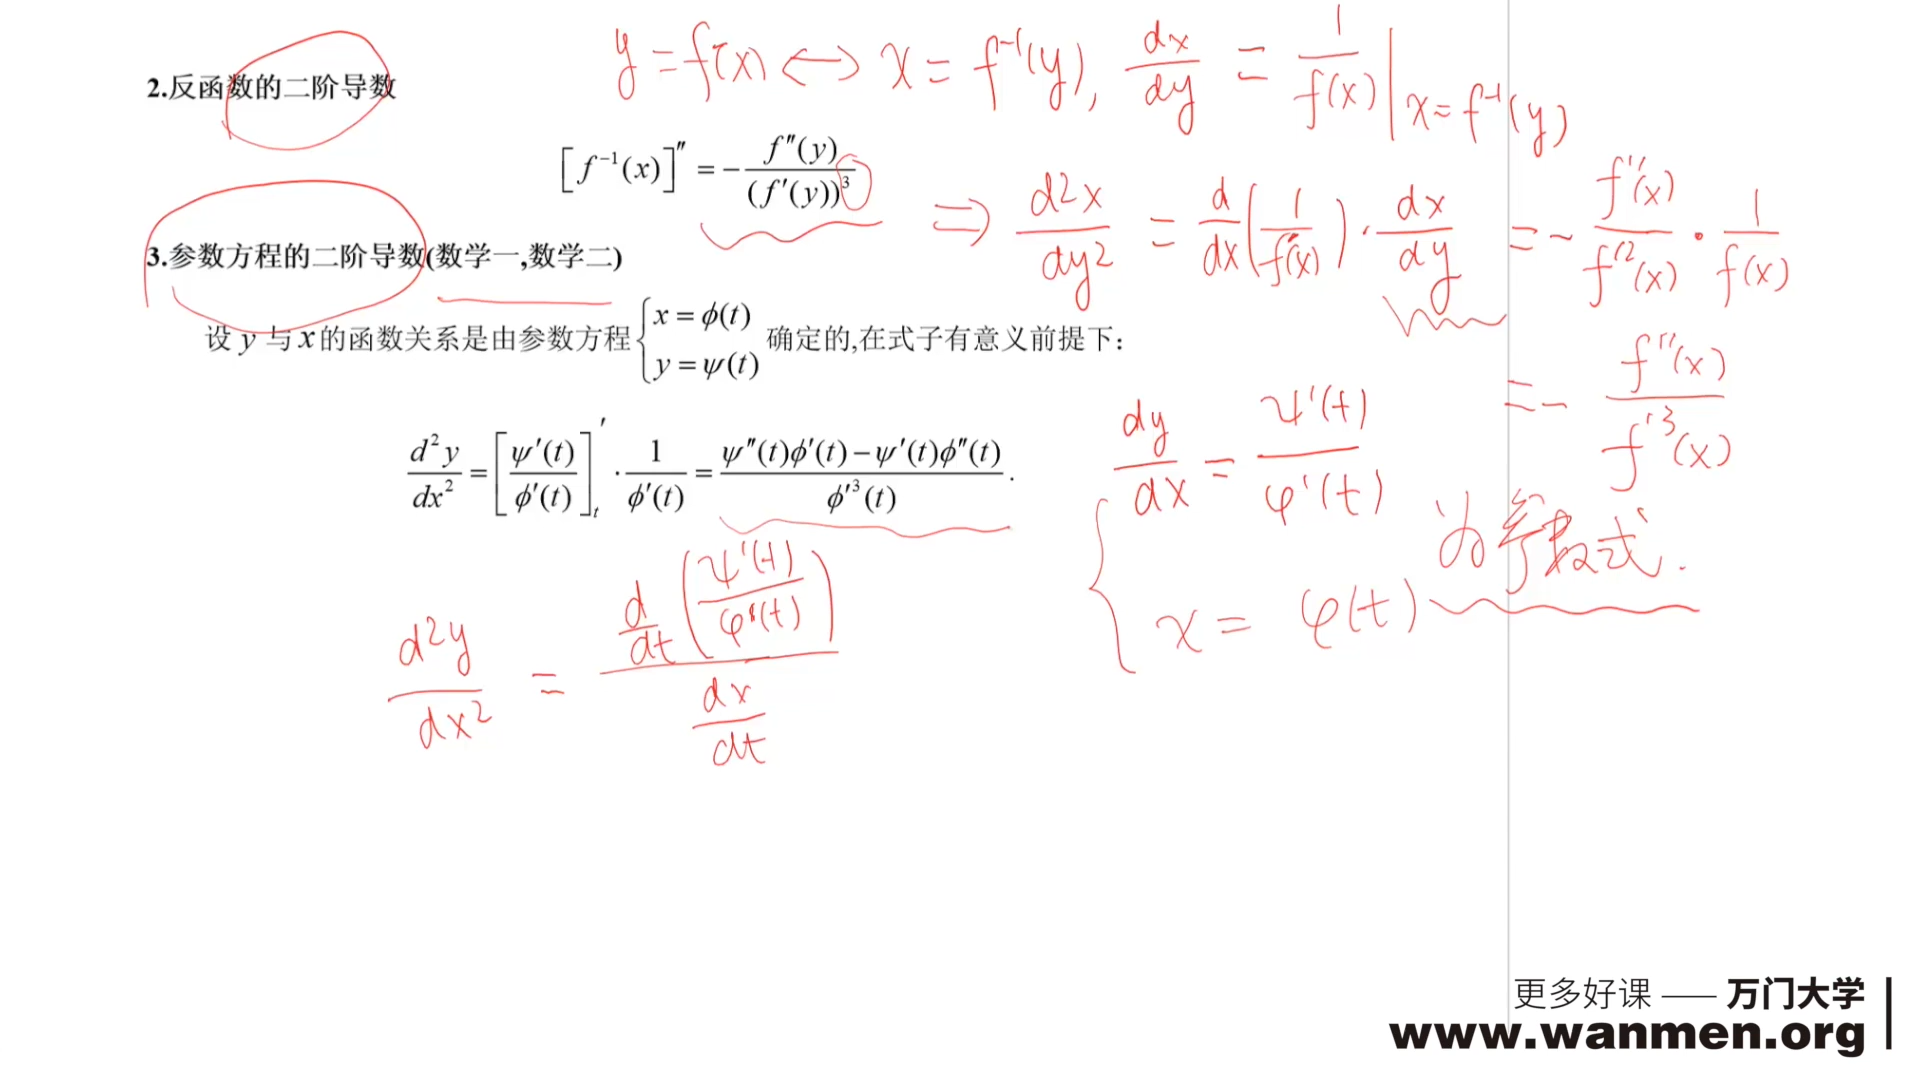 y = f(x) ⟷ x = f⁻¹(y), dx/dy = 1/f(x) | x = f⁻¹(y)
2.反函数的二阶导数
[f⁻¹(x)]″ = − f″(y)/(f′(y))³
⇒ d²x/dy² = d/dx (1/f′(x)) · dx/dy = − f″(x)/f′²(x) · 1/f(x)
= − f″(x)/f′³(x)
3.参数方程的二阶导数(数学一,数学二)
设 y 与 x 的函数关系是由参数方程 { x = ϕ(t) y = ψ(t) 确定的,在式子有意义前提下：
d²y/dx² = [ψ′(t)/ϕ′(t)]′ₜ · 1/ϕ′(t) = (ψ″(t)ϕ′(t) − ψ′(t)ϕ″(t))/ϕ′³(t) .
{ dy/dx = ψ′(t)/φ′(t)
x = φ(t)
为参数式.
d²y/dx² = d/dt (ψ′(t)/φ′(t)) / (dx/dt)
更多好课 —— 万门大学
www.wanmen.org